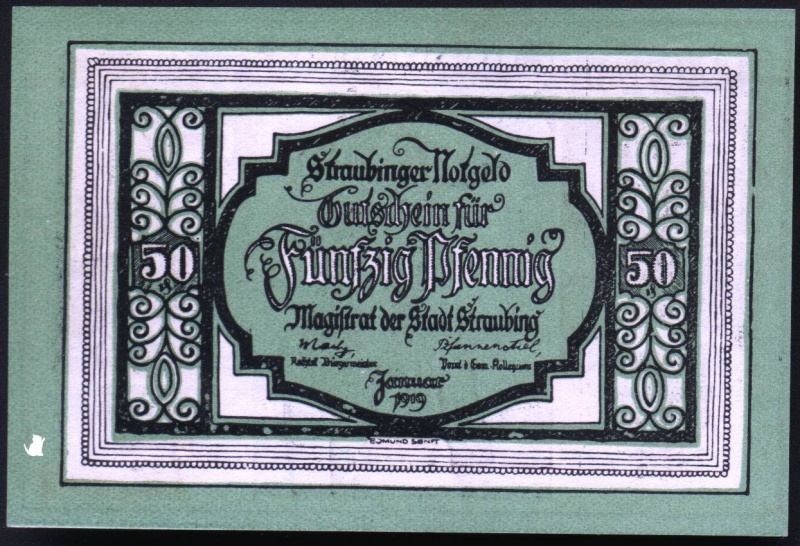 Straubinger Notgeld
Gutschein für
50 Fünfzig Pfennig 50
Magistrat der Stadt Straubing
Pfannenstiel
Rechtsk. Bürgermeister Vorst. d. Gem. Kollegiums
Januar
1919
EDMUND SENFT